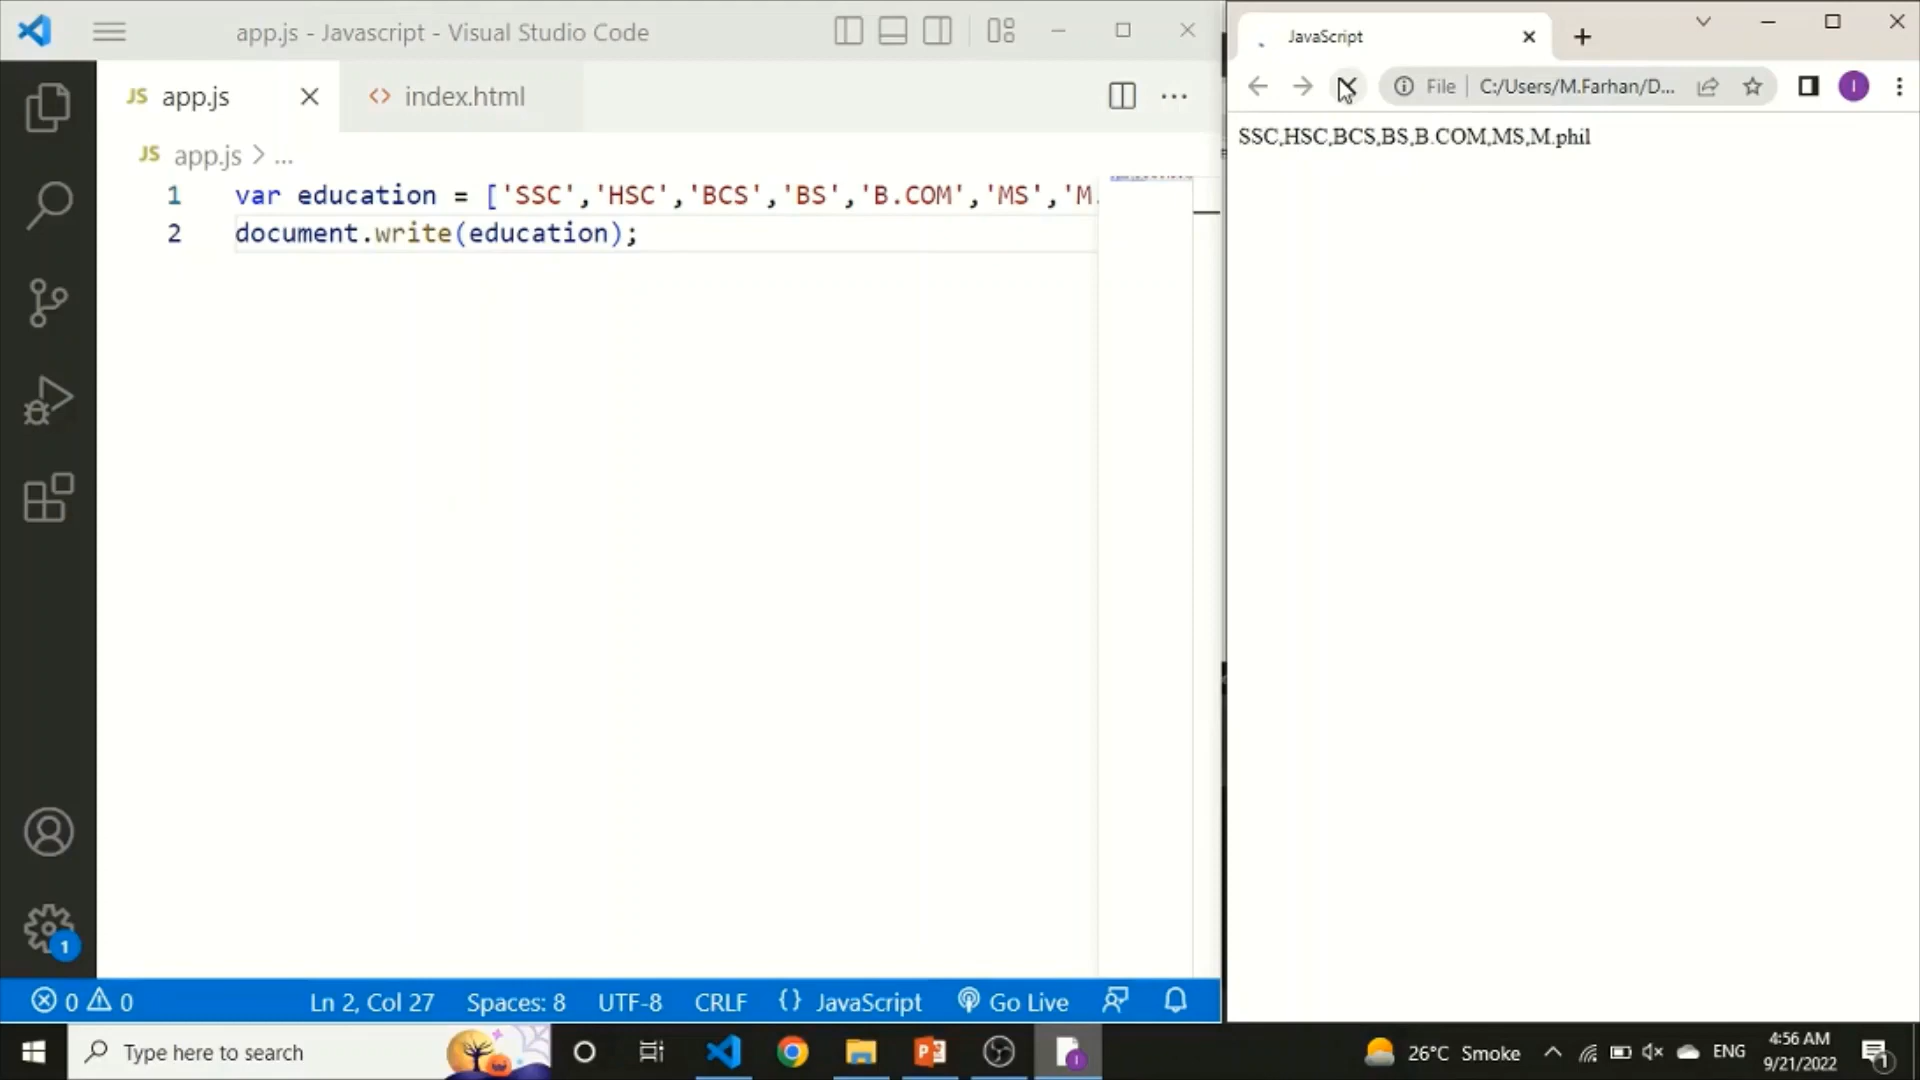 app.js - Javascript - Visual Studio Code
JS app.js
<> index.html
JS app.js > ...
1 var education = ['SSC','HSC','BCS','BS','B.COM','MS','M.
2 document.write(education);
1
0 0
Ln 2, Col 27
Spaces: 8
UTF-8
CRLF
{} JavaScript
Go Live
JavaScript
File
C:/Users/M.Farhan/D...
I
SSC,HSC,BCS,BS,B.COM,MS,M.phil
Type here to search
26°C Smoke
ENG
4:56 AM
9/21/2022
1